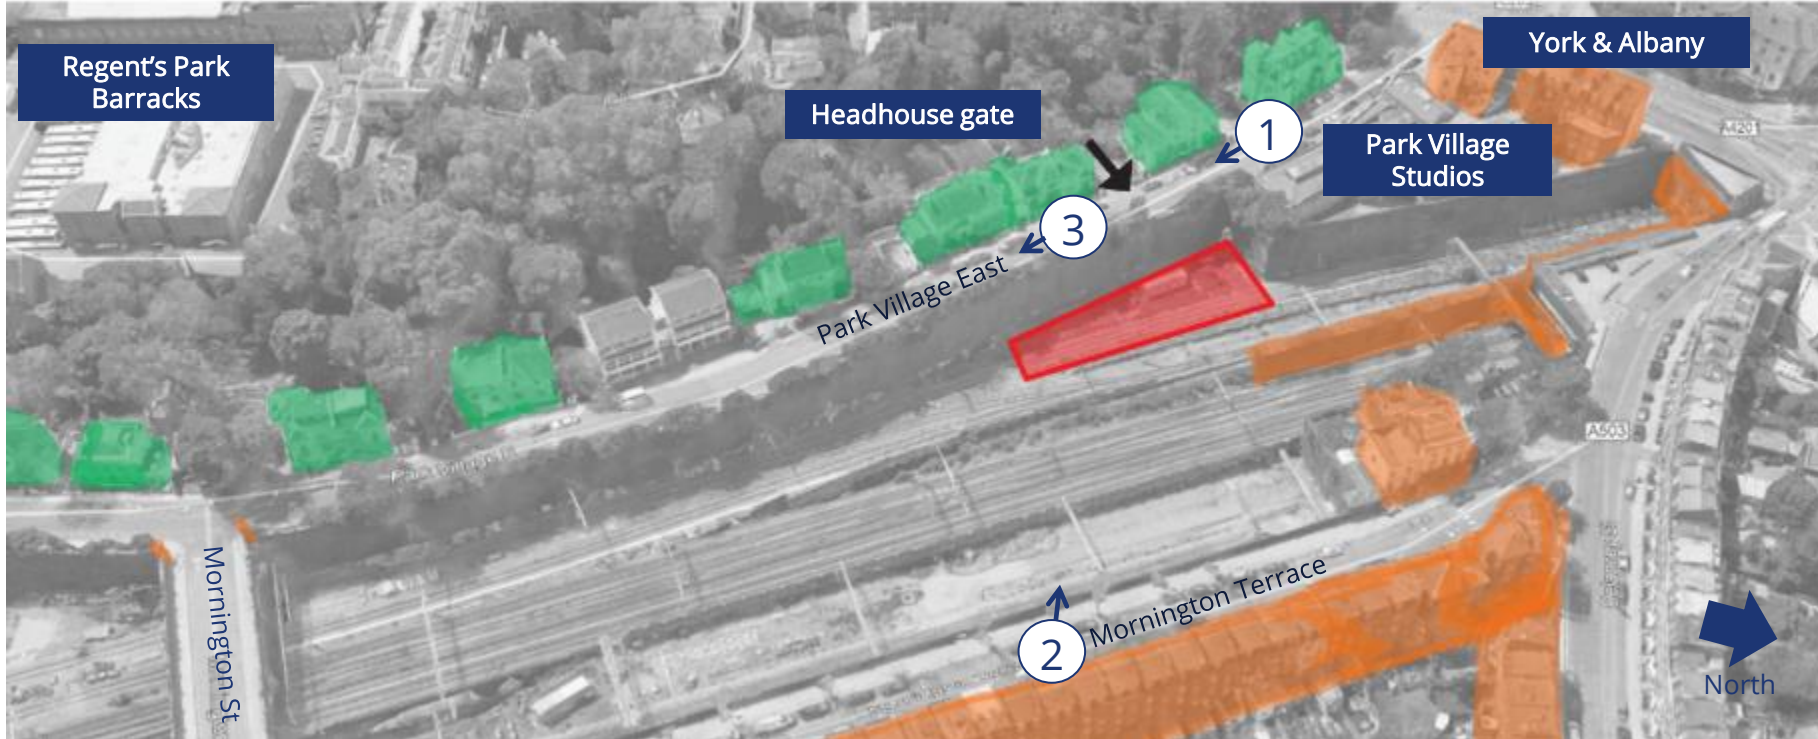 York & Albany
Regent's Park
Barracks
Headhouse gate
1
A4201
Park Village
Studios
3
Park Village East
A503
Mornington St
Mornington Terrace
2
North